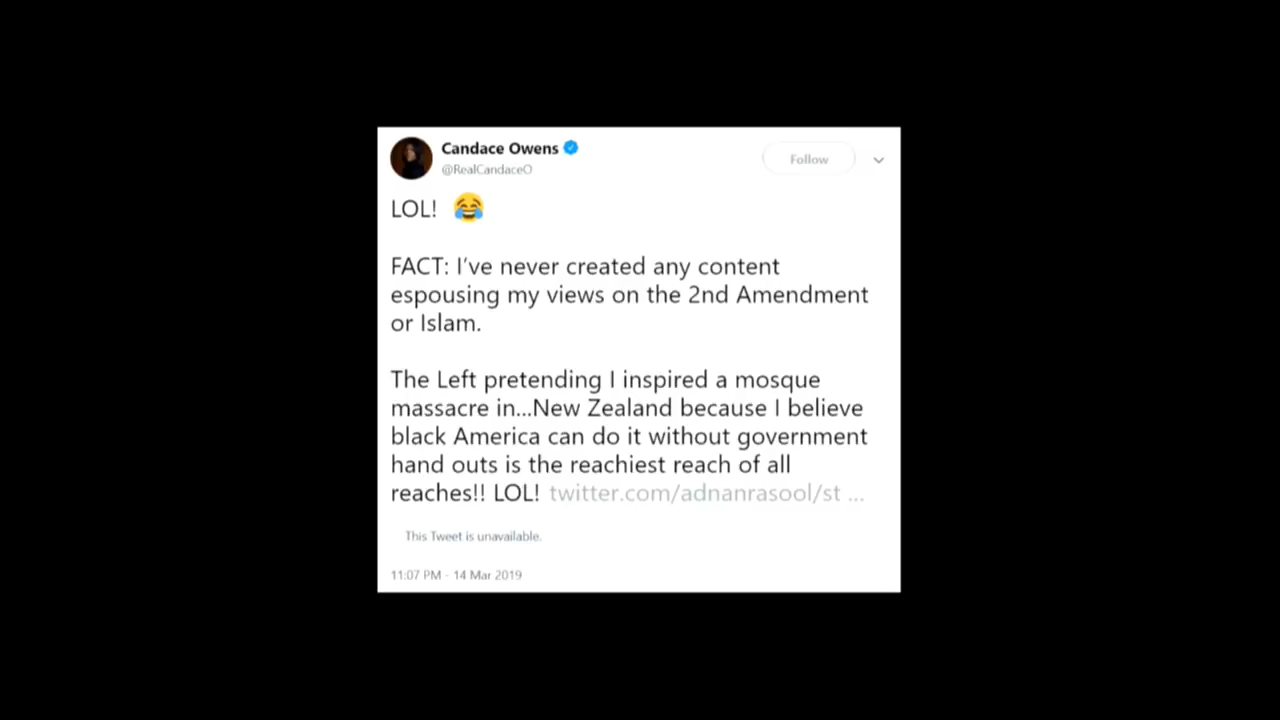 Candace Owens
@RealCandaceO
Follow
LOL! 😂
FACT: I've never created any content
espousing my views on the 2nd Amendment
or Islam.
The Left pretending I inspired a mosque
massacre in...New Zealand because I believe
black America can do it without government
hand outs is the reachiest reach of all
reaches!! LOL! twitter.com/adnanrasool/st ...
This Tweet is unavailable.
11:07 PM - 14 Mar 2019